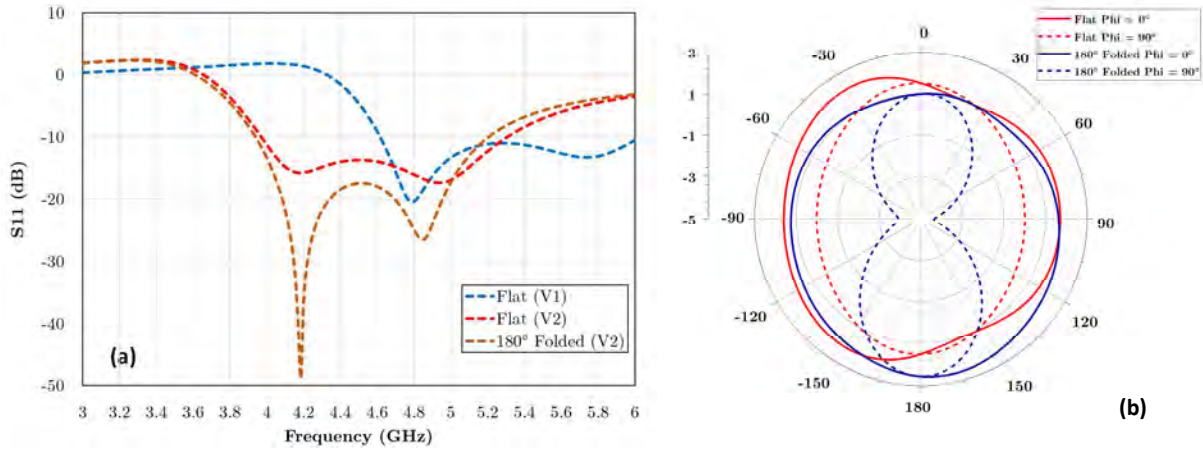 10
0
-10
-20
-30
-40
-50
S11 (dB)
3 3.2 3.4 3.6 3.8 4 4.2 4.4 4.6 4.8 5 5.2 5.4 5.6 5.8 6
Frequency (GHz)
Flat (V1)
Flat (V2)
180° Folded (V2)
(a)
Flat Phi = 0°
Flat Phi = 90°
180° Folded Phi = 0°
180° Folded Phi = 90°
3
1
-1
-3
-5
0
30
60
90
120
150
180
-150
-120
-90
-60
-30
(b)